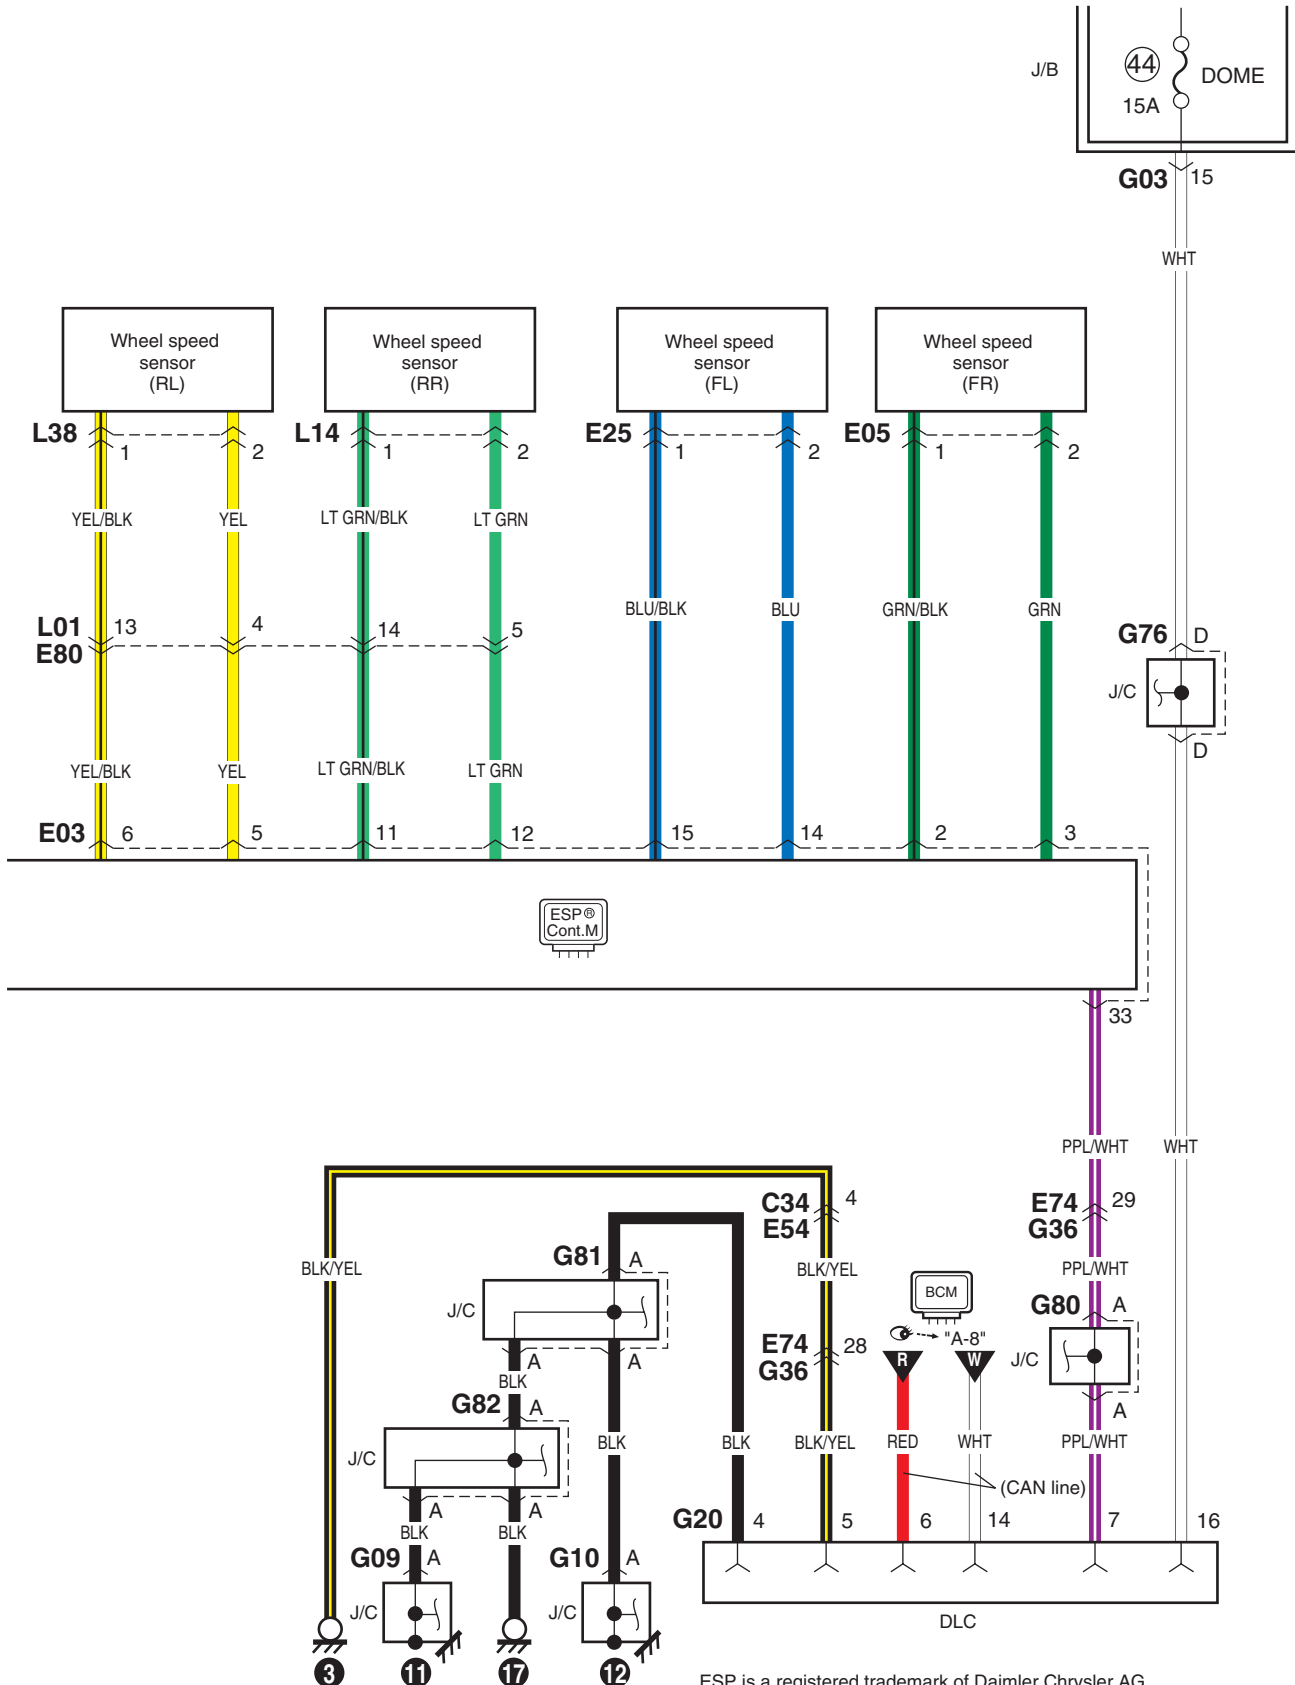 J/B
44
15A
DOME
G03 15
WHT
Wheel speed
sensor
(RL)
Wheel speed
sensor
(RR)
Wheel speed
sensor
(FL)
Wheel speed
sensor
(FR)
L38 1 2
L14 1 2
E25 1 2
E05 1 2
YEL/BLK YEL LT GRN/BLK LT GRN
BLU/BLK BLU GRN/BLK GRN
L01 13 4 14 5
E80
G76 D
J/C
D
YEL/BLK YEL LT GRN/BLK LT GRN
E03 6 5 11 12 15 14 2 3
ESP®
Cont.M
33
PPL/WHT WHT
C34 4
E54
E74 29
G36
BLK/YEL
G81 A
BLK/YEL
PPL/WHT
BCM
"A-8"
J/C
G80 A
E74 28
G36
R W
J/C
A A
BLK
G82 A
A
J/C
BLK BLK BLK/YEL RED WHT PPL/WHT
(CAN line)
A A
BLK BLK
G20 4 5 6 14 7 16
G09 A
G10 A
J/C
J/C
DLC
3 11 17 12
ESP is a registered trademark of Daimler Chrysler AG